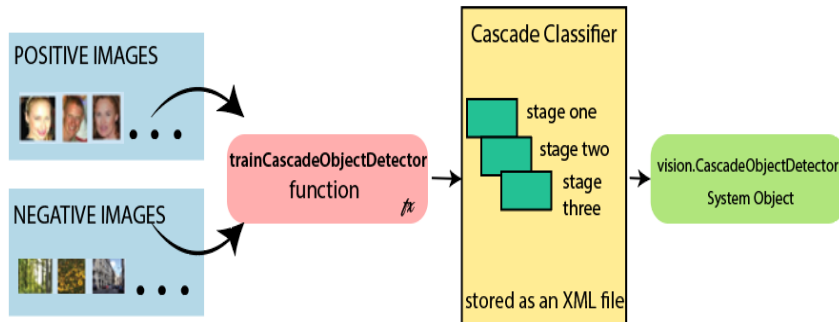 POSITIVE IMAGES
NEGATIVE IMAGES
trainCascadeObjectDetector
function
fx
Cascade Classifier
stage one
stage two
stage
three
stored as an XML file
vision.CascadeObjectDetector
System Object